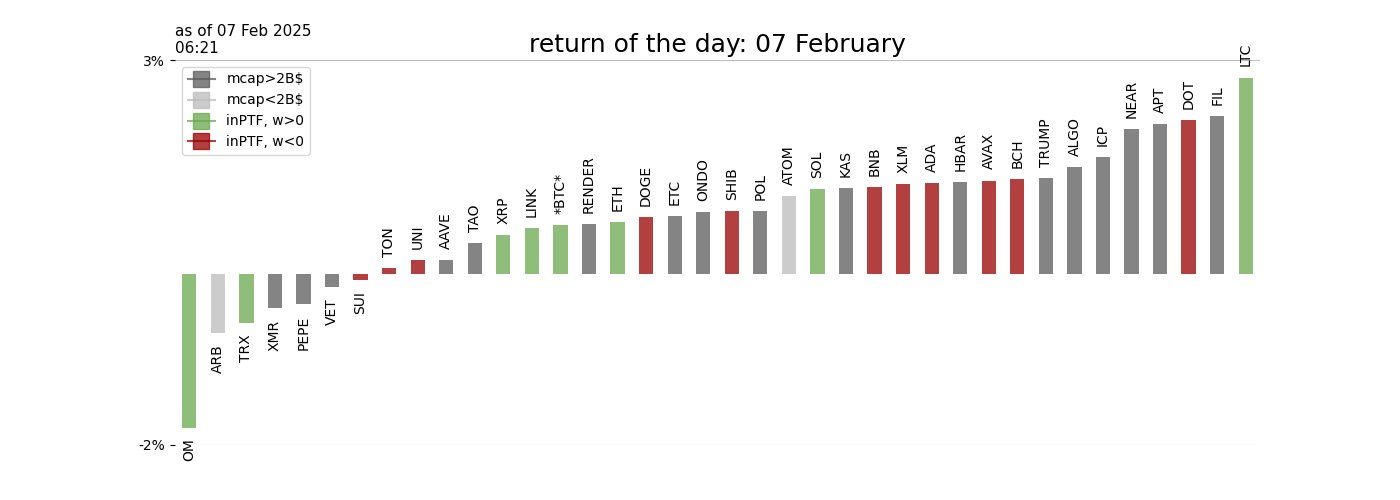 as of 07 Feb 2025
06:21
return of the day: 07 February
3%
-2%
mcap>2B$
mcap<2B$
inPTF, w>0
inPTF, w<0
OM
ARB
TRX
XMR
PEPE
VET
SUI
TON
UNI
AAVE
TAO
XRP
LINK
*BTC*
RENDER
ETH
DOGE
ETC
ONDO
SHIB
POL
ATOM
SOL
KAS
BNB
XLM
ADA
HBAR
AVAX
BCH
TRUMP
ALGO
ICP
NEAR
APT
DOT
FIL
LTC